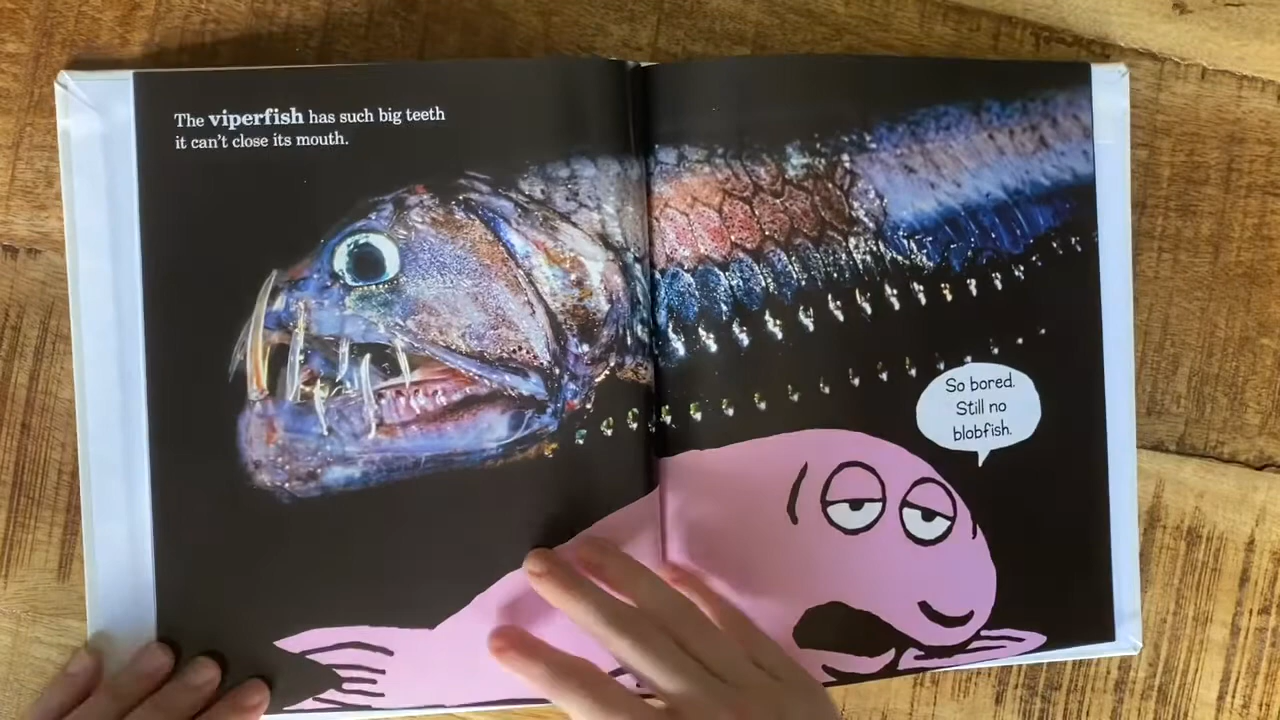 The viperfish has such big teeth
it can't close its mouth.
So bored.
Still no
blobfish.